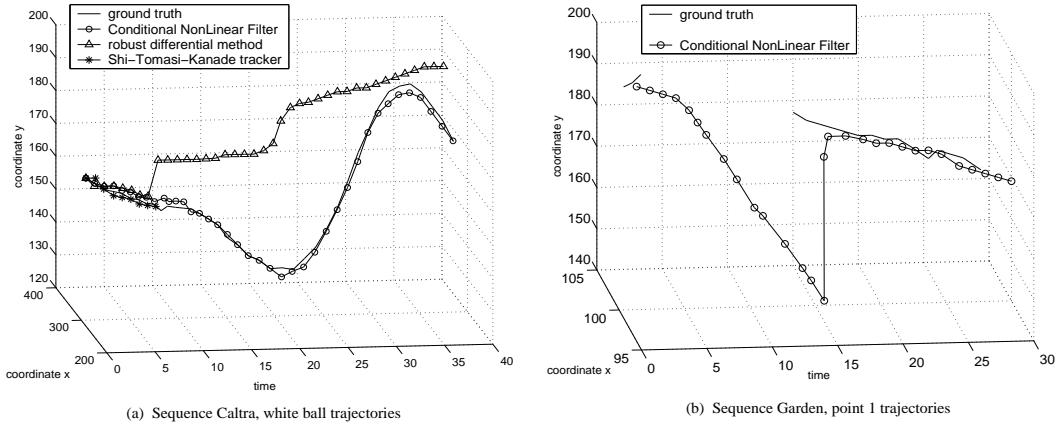 ground truth
Conditional NonLinear Filter
robust differential method
Shi−Tomasi−Kanade tracker
200
190
180
170
160
150
140
130
120
coordinate y
400
300
200
coordinate x
0
5
10
15
20
25
30
35
40
time
(a) Sequence Caltra, white ball trajectories
ground truth
Conditional NonLinear Filter
200
190
180
170
160
150
140
coordinate y
105
100
95
coordinate x
0
5
10
15
20
25
30
time
(b) Sequence Garden, point 1 trajectories